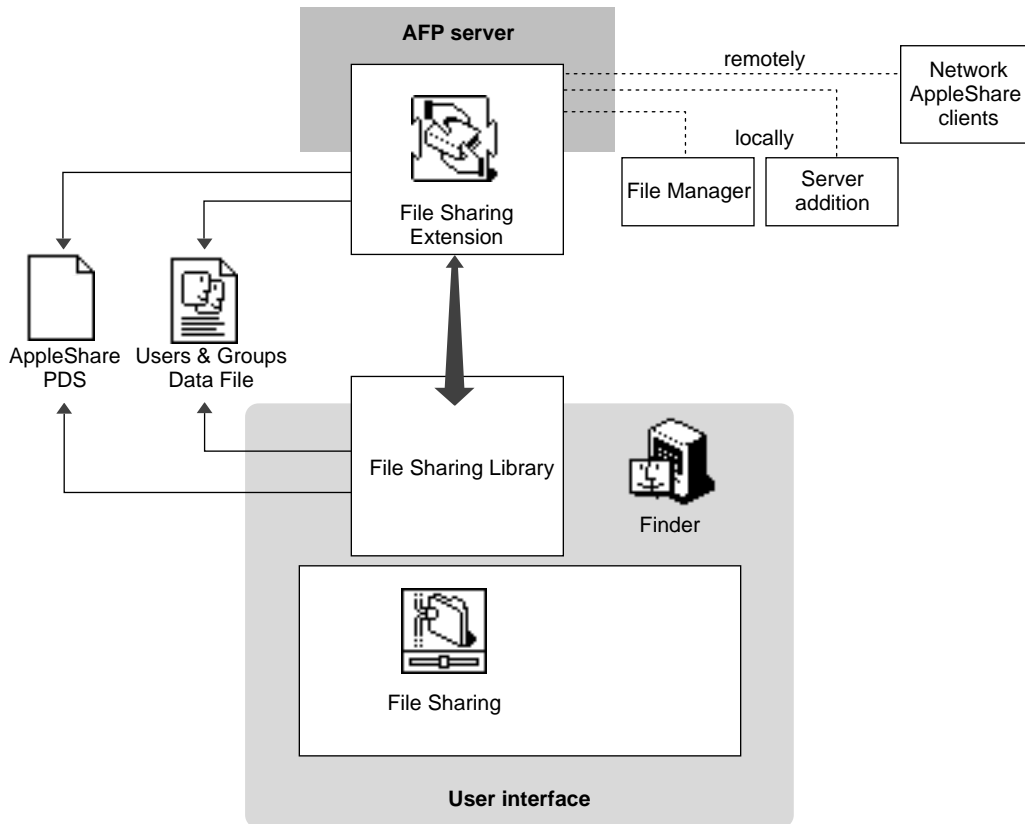 AFP server
remotely
Network
AppleShare
clients
locally
File Manager
Server
addition
File Sharing
Extension
AppleShare
PDS
Users & Groups
Data File
File Sharing Library
Finder
File Sharing
User interface